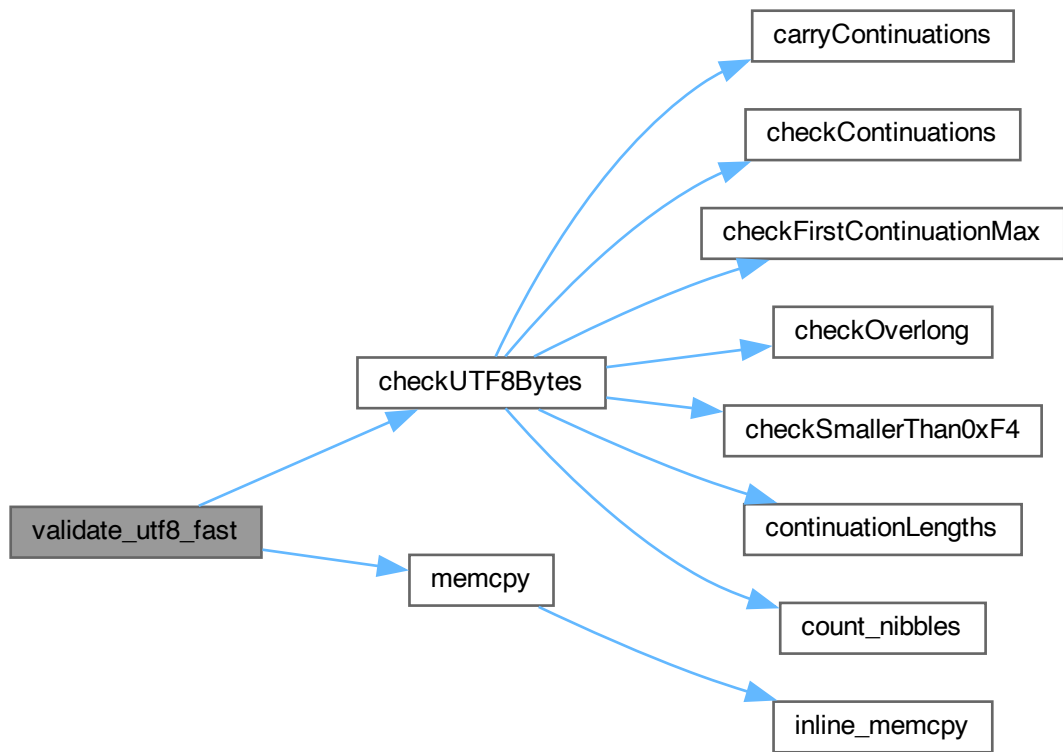 carryContinuations
checkContinuations
checkFirstContinuationMax
checkOverlong
checkUTF8Bytes
checkSmallerThan0xF4
continuationLengths
validate_utf8_fast
memcpy
count_nibbles
inline_memcpy